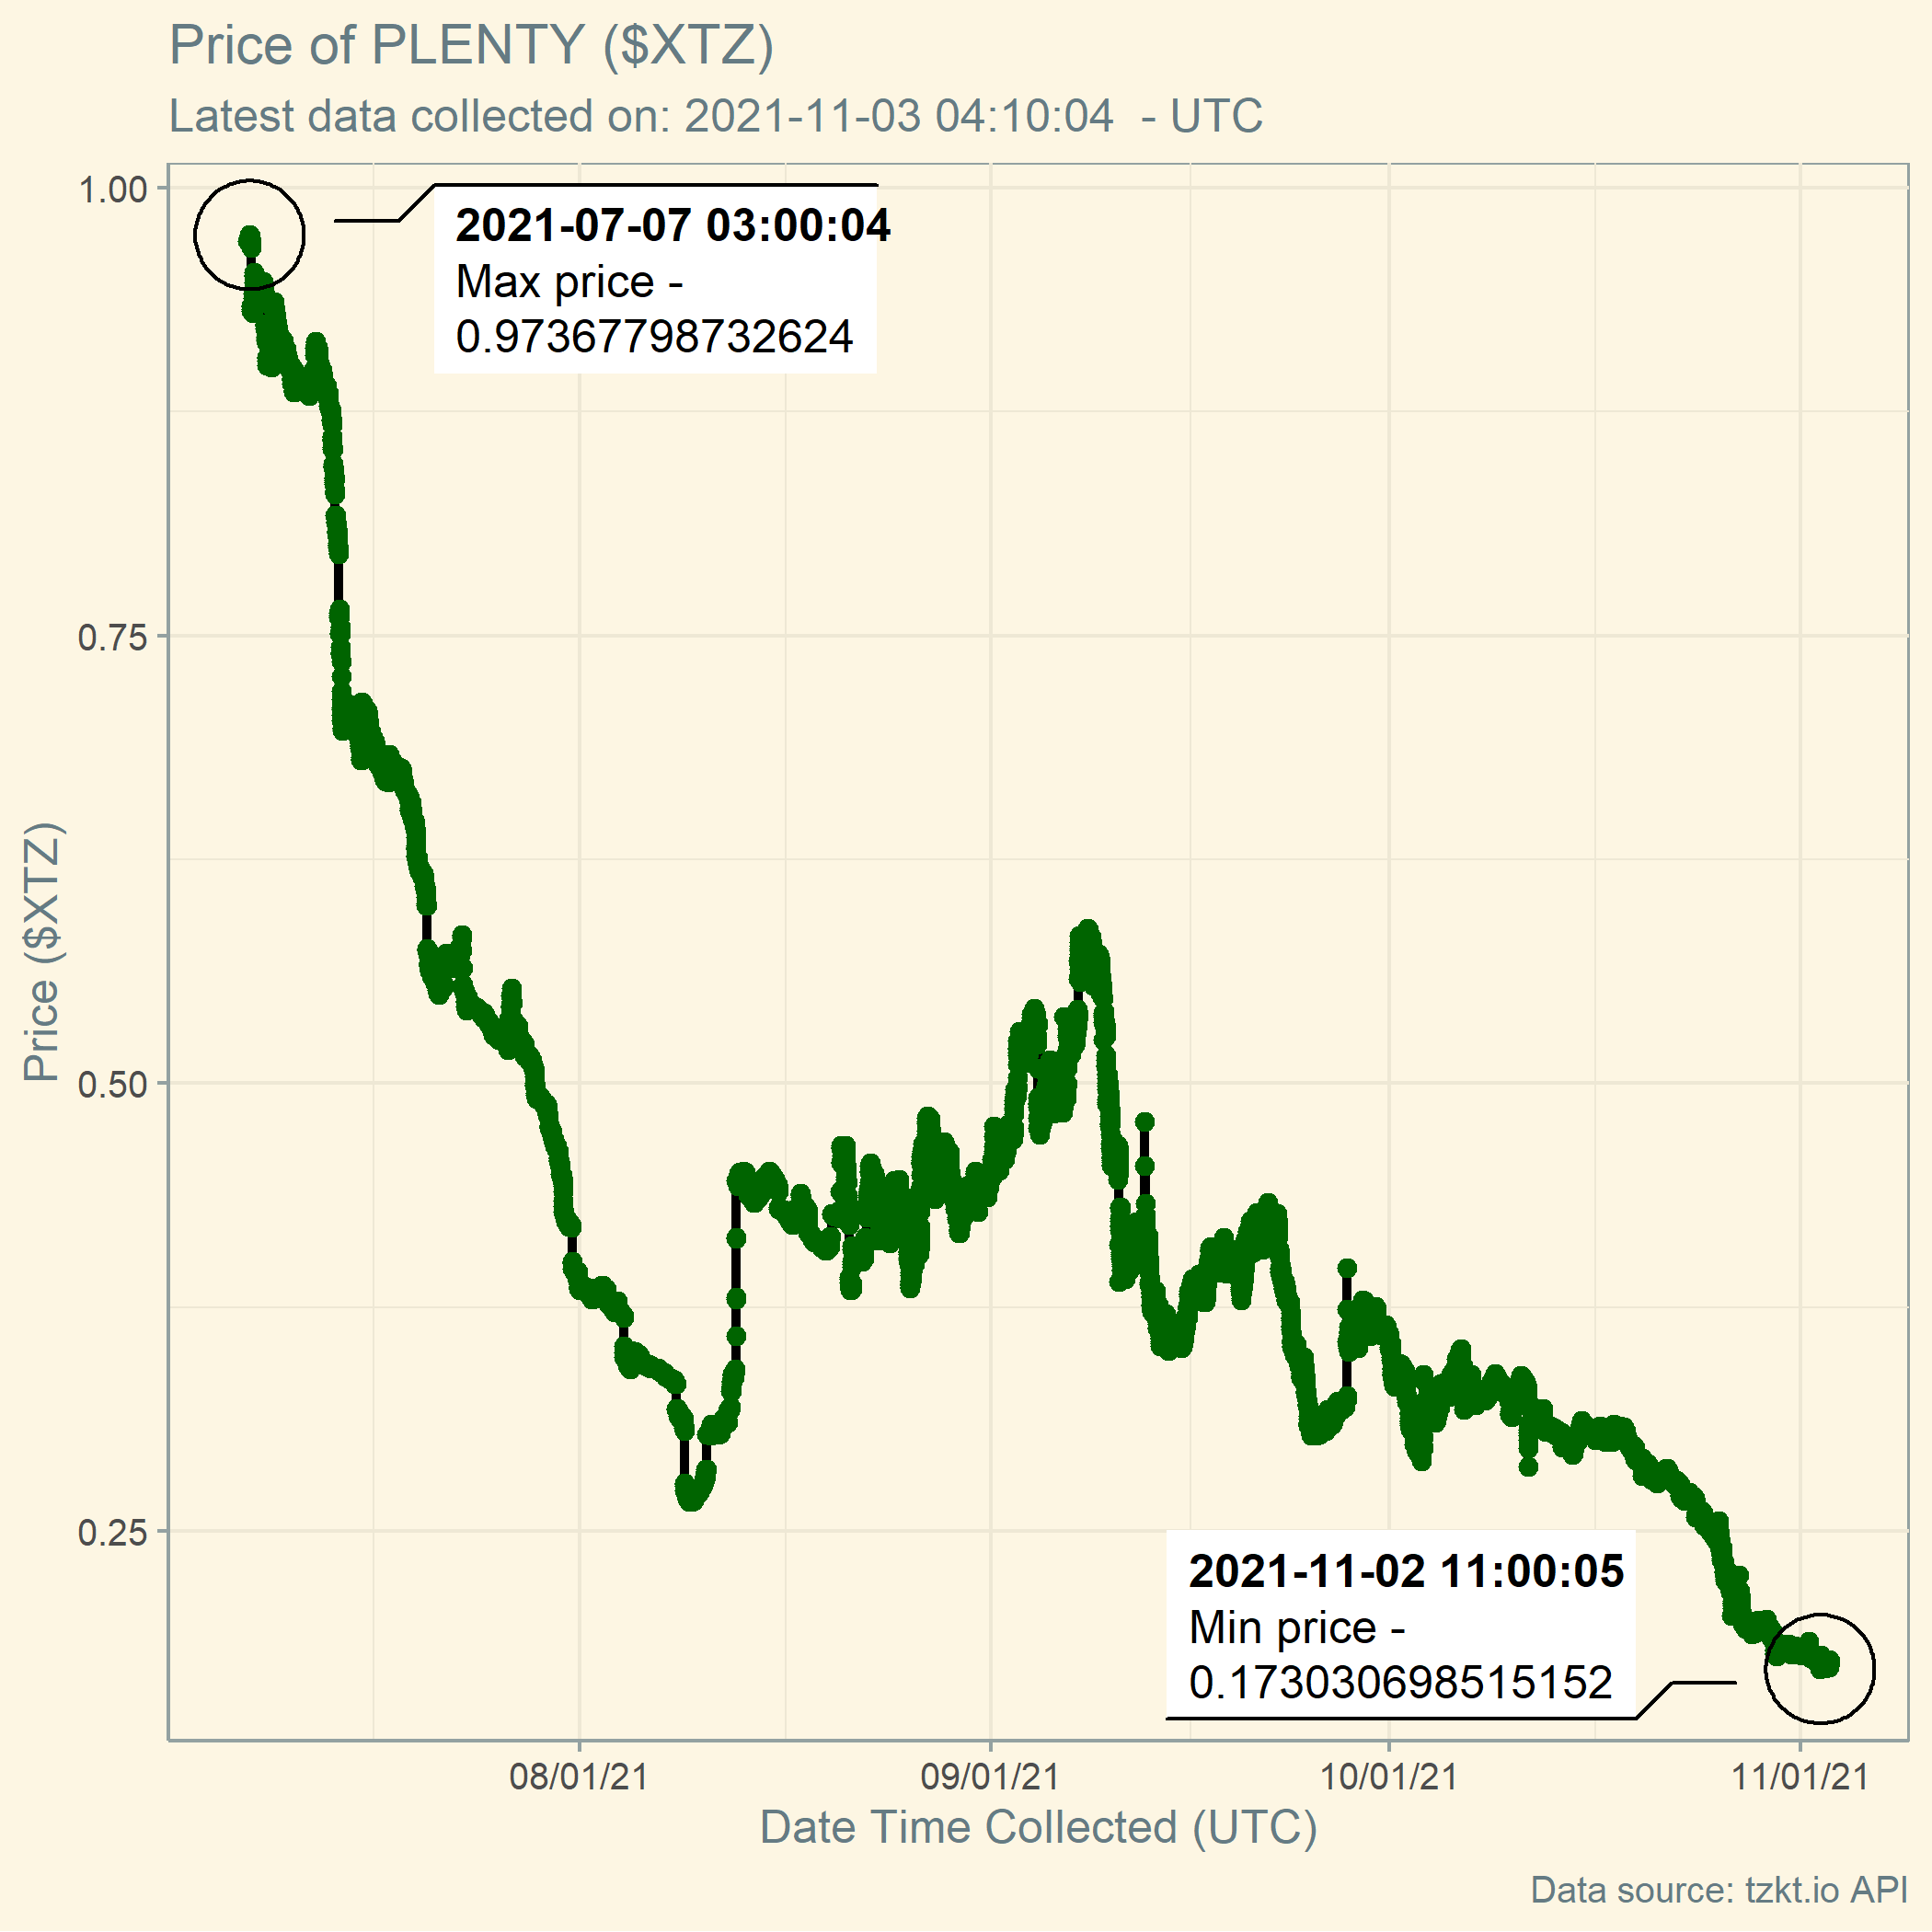 Price of PLENTY ($XTZ)
Latest data collected on: 2021-11-03 04:10:04  - UTC
1.00
0.75
0.50
0.25
Price ($XTZ)
2021-07-07 03:00:04
Max price -
0.97367798732624
2021-11-02 11:00:05
Min price -
0.173030698515152
08/01/21
09/01/21
10/01/21
11/01/21
Date Time Collected (UTC)
Data source: tzkt.io API